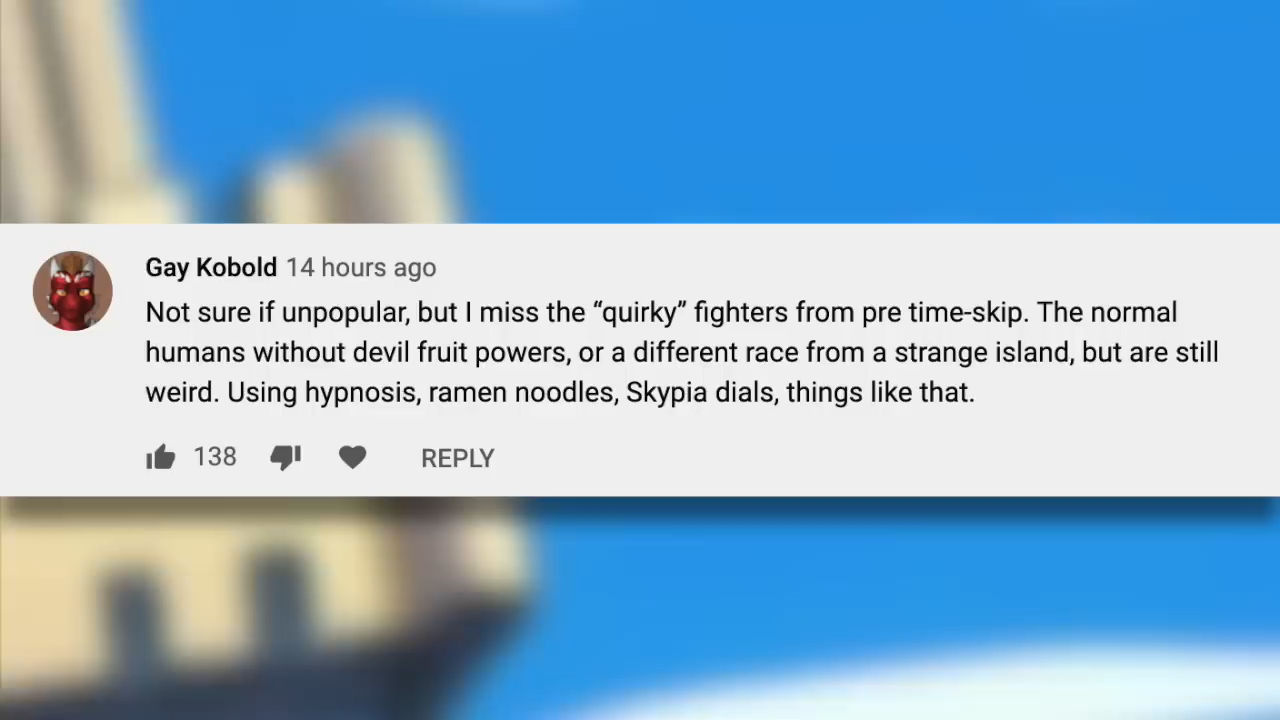 Gay Kobold 14 hours ago
Not sure if unpopular, but I miss the “quirky” fighters from pre time-skip. The normal
humans without devil fruit powers, or a different race from a strange island, but are still
weird. Using hypnosis, ramen noodles, Skypia dials, things like that.
138 REPLY